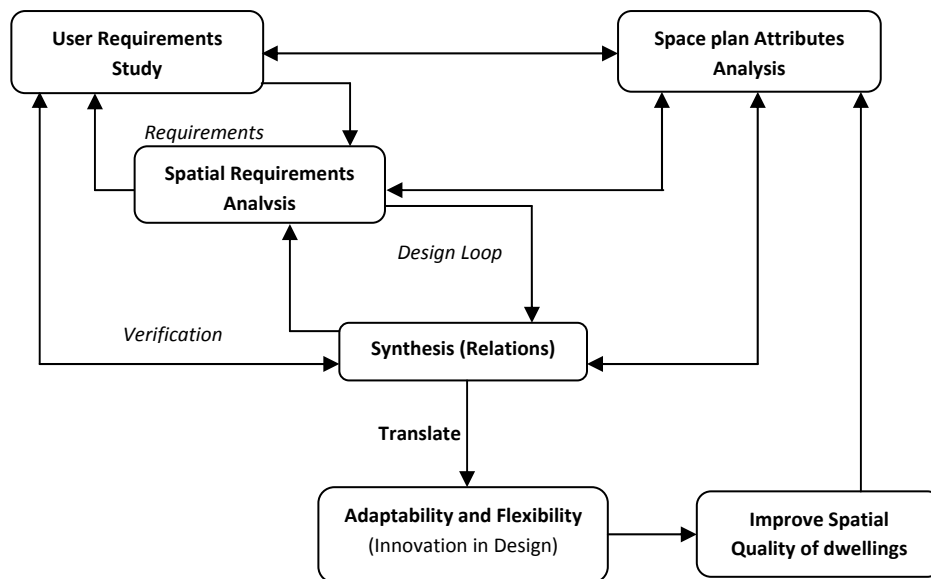 User Requirements
Study
Space plan Attributes
Analysis
Requirements
Spatial Requirements
Analvsis
Design Loop
Verification
Synthesis (Relations)
Translate
Adaptability and Flexibility
(Innovation in Design)
Improve Spatial
Quality of dwellings